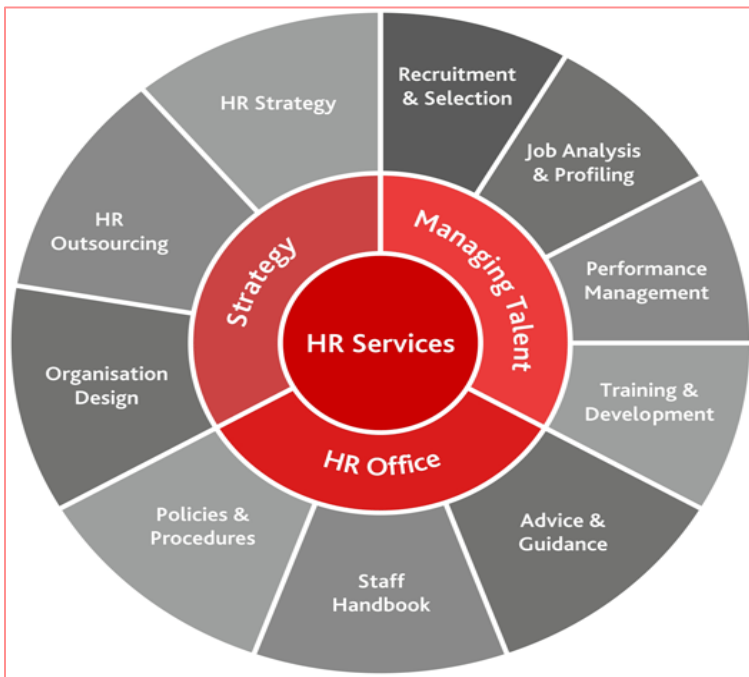 HR Services
Strategy
Managing Talent
HR Office
HR Strategy
Recruitment
& Selection
Job Analysis
& Profiling
Performance
Management
Training &
Development
Advice &
Guidance
Staff
Handbook
Policies &
Procedures
Organisation
Design
HR
Outsourcing